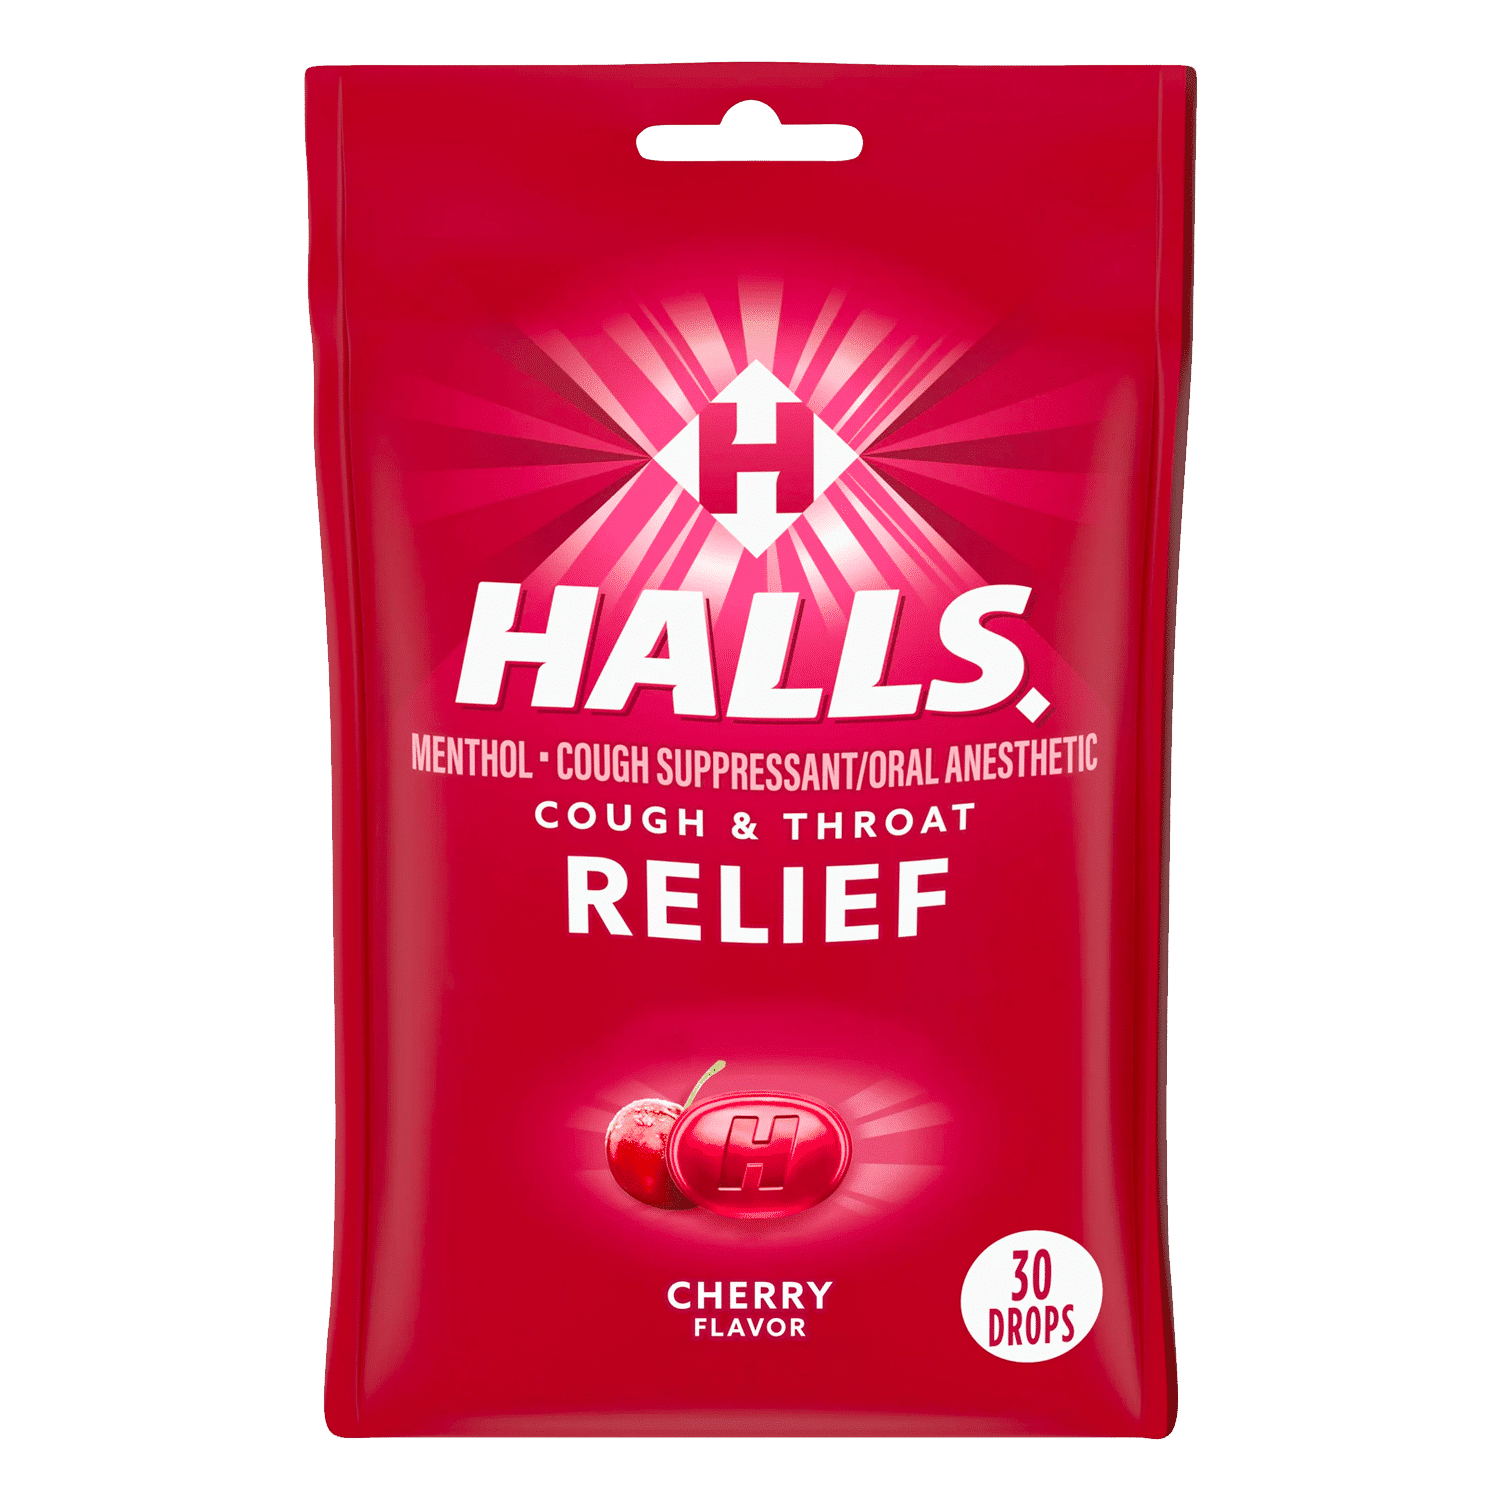 H
HALLS.
MENTHOL · COUGH SUPPRESSANT/ORAL ANESTHETIC
COUGH & THROAT
RELIEF
H
CHERRY
FLAVOR
30
DROPS